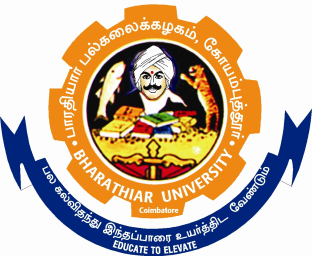 பாரதியார் பல்கலைக்கழகம், கோயம்புத்தூர்
BHARATHIAR UNIVERSITY
Coimbatore
பல கல்விதந்து இந்தப்பாரை உயர்த்திட வேண்டும்
EDUCATE TO ELEVATE